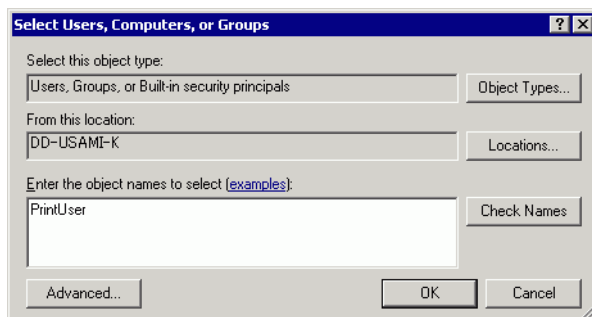 Select Users, Computers, or Groups
Select this object type:
Users, Groups, or Built-in security principals
Object Types...
From this location:
DD-USAMI-K
Locations...
Enter the object names to select (examples):
PrintUser
Check Names
Advanced...
OK
Cancel